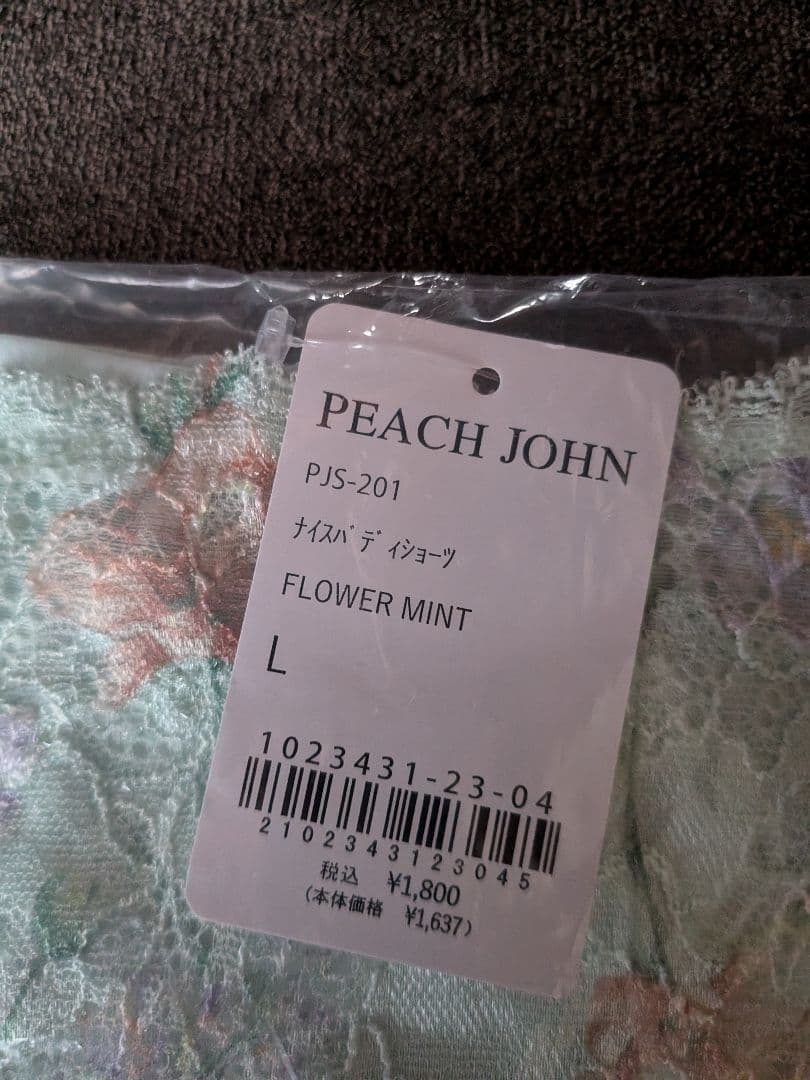 PEACH JOHN
PJS-201
ﾅｲｽﾊﾞﾃﾞｨｼｮｰﾂ
FLOWER MINT
L
1023431-23-04
2102343123045
税込 ¥1,800
(本体価格 ¥1,637)